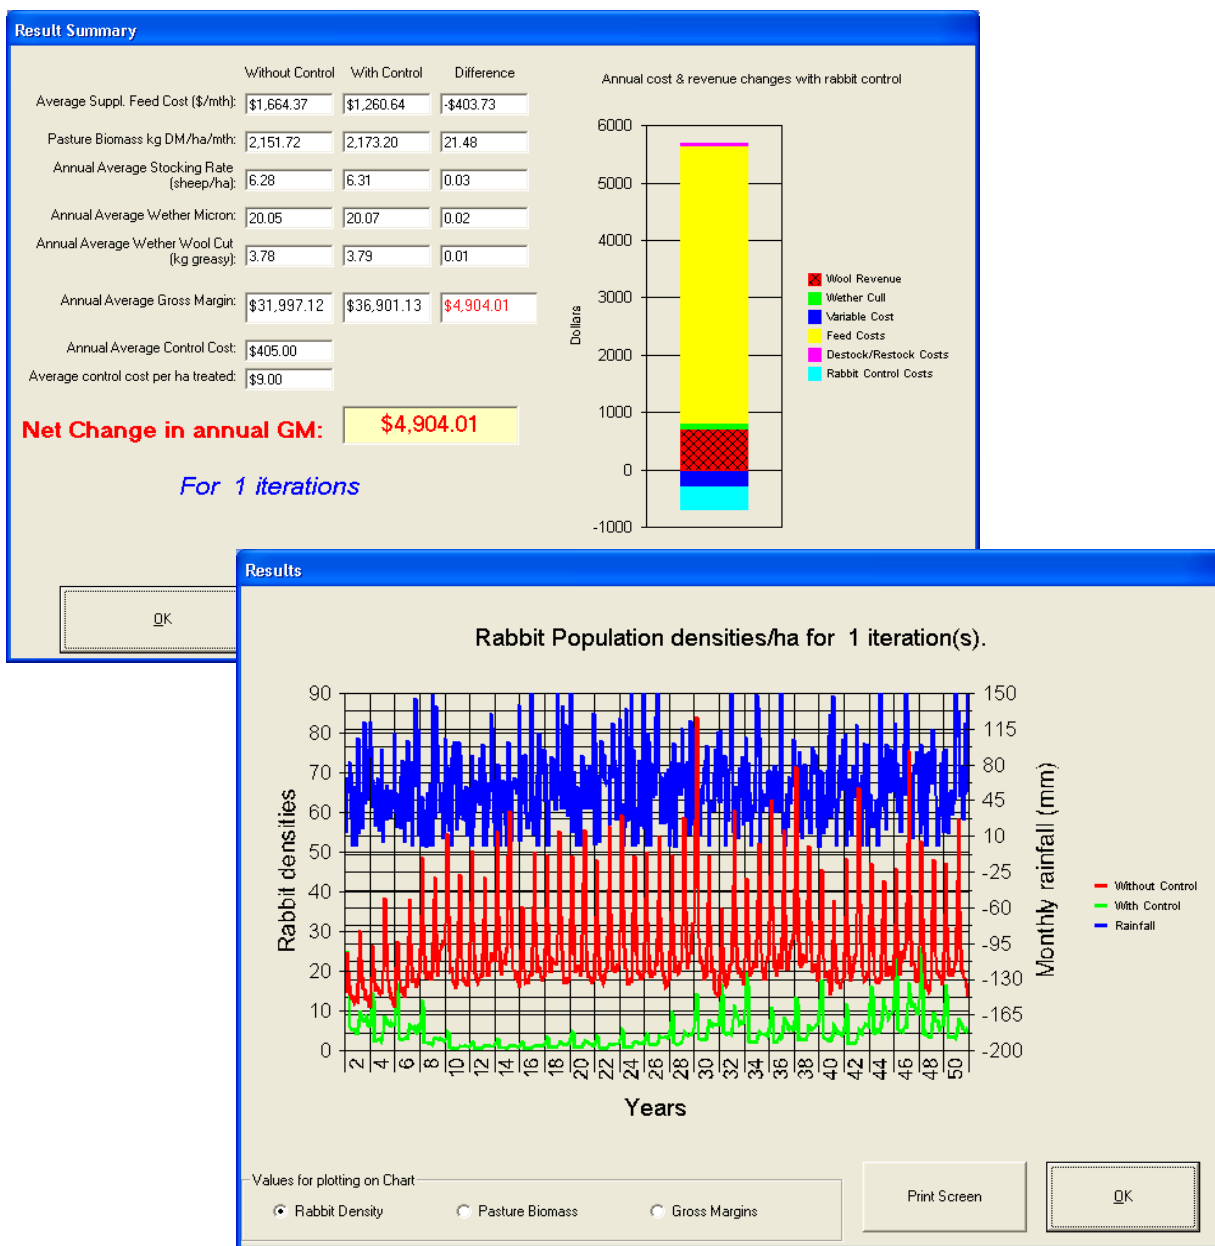 Result Summary
Without Control With Control Difference
Average Suppl. Feed Cost ($/mth): $1,664.37 $1,260.64 -$403.73
Pasture Biomass kg DM/ha/mth: 2,151.72 2,173.20 21.48
Annual Average Stocking Rate
(sheep/ha): 6.28 6.31 0.03
Annual Average Wether Micron: 20.05 20.07 0.02
Annual Average Wether Wool Cut
(kg greasy): 3.78 3.79 0.01
Annual Average Gross Margin: $31,997.12 $36,901.13 $4,904.01
Annual Average Control Cost: $405.00
Average control cost per ha treated: $9.00
Net Change in annual GM: $4,904.01
For 1 iterations
OK
Annual cost & revenue changes with rabbit control
6000
5000
4000
3000
2000
1000
0
-1000
Dollars
Wool Revenue
Wether Cull
Variable Cost
Feed Costs
Destock/Restock Costs
Rabbit Control Costs
Results
Rabbit Population densities/ha for 1 iteration(s).
90 150
80 115
70 80
60 45
50 10
40 -25
30 -60
20 -95
10 -130
0 -165
-200
Rabbit densities
Monthly rainfall (mm)
2 4 6 8 10 12 14 16 18 20 22 24 26 28 30 32 34 36 38 40 42 44 46 48 50
Years
Without Control
With Control
Rainfall
Values for plotting on Chart
Rabbit Density Pasture Biomass Gross Margins
Print Screen
OK